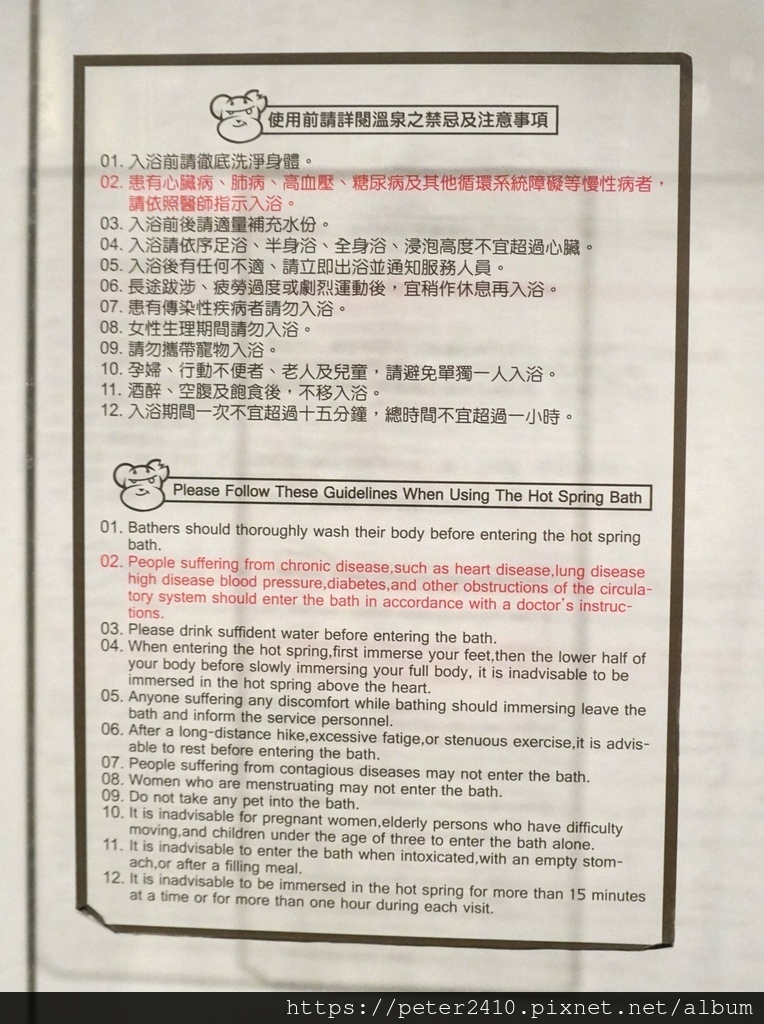 使用前請詳閱溫泉之禁忌及注意事項
01. 入浴前請徹底洗淨身體。
02. 患有心臟病、肺病、高血壓、糖尿病及其他循環系統障礙等慢性病者，
請依照醫師指示入浴。
03. 入浴前後請適量補充水份。
04. 入浴請依序足浴、半身浴、全身浴、浸泡高度不宜超過心臟。
05. 入浴後有任何不適、請立即出浴並通知服務人員。
06. 長途跋涉、疲勞過度或劇烈運動後，宜稍作休息再入浴。
07. 患有傳染性疾病者請勿入浴。
08. 女性生理期間請勿入浴。
09. 請勿攜帶寵物入浴。
10. 孕婦、行動不便者、老人及兒童，請避免單獨一人入浴。
11. 酒醉、空腹及飽食後，不移入浴。
12. 入浴期間一次不宜超過十五分鐘，總時間不宜超過一小時。
Please Follow These Guidelines When Using The Hot Spring Bath
01. Bathers should thoroughly wash their body before entering the hot spring
bath.
02. People suffering from chronic disease,such as heart disease,lung disease
high disease blood pressure,diabetes,and other obstructions of the circula-
tory system should enter the bath in accordance with a doctor's instruc-
tions.
03. Please drink suffident water before entering the bath.
04. When entering the hot spring,first immerse your feet,then the lower half of
your body before slowly immersing your full body, it is inadvisable to be
immersed in the hot spring above the heart.
05. Anyone suffering any discomfort while bathing should immersing leave the
bath and inform the service personnel.
06. After a long-distance hike,excessive fatige,or stenuous exercise,it is advis-
able to rest before entering the bath.
07. People suffering from contagious diseases may not enter the bath.
08. Women who are menstruating may not enter the bath.
09. Do not take any pet into the bath.
10. It is inadvisable for pregnant women,elderly persons who have difficulty
moving,and children under the age of three to enter the bath alone.
11. It is inadvisable to enter the bath when intoxicated,with an empty stom-
ach,or after a filling meal.
12. It is inadvisable to be immersed in the hot spring for more than 15 minutes
at a time or for more than one hour during each visit.
https://peter2410.pixnet.net/album